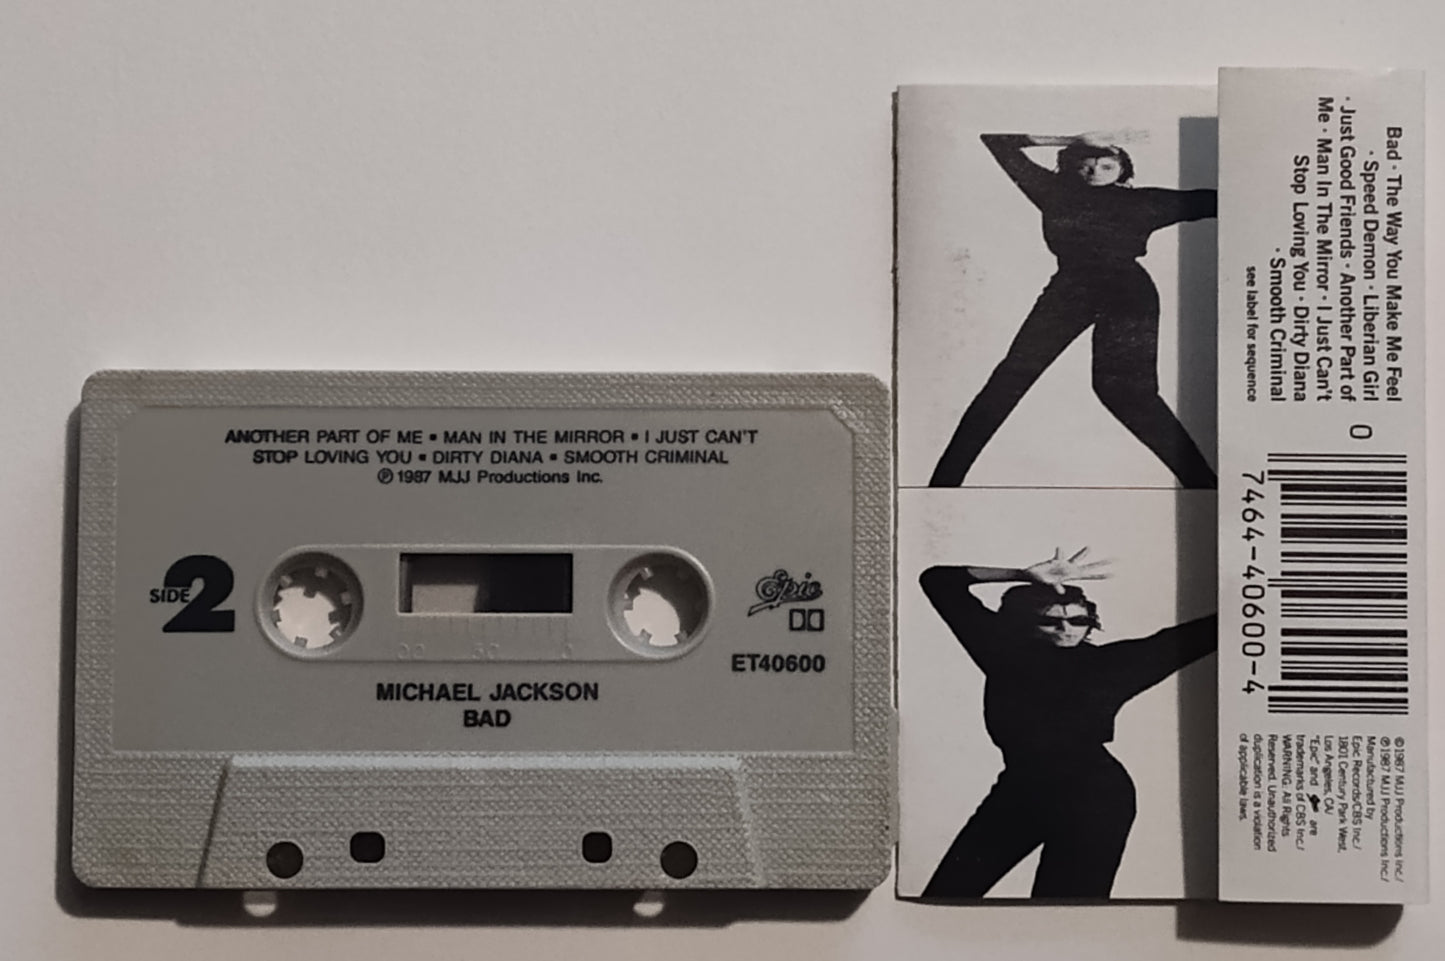 ANOTHER PART OF ME • MAN IN THE MIRROR • I JUST CAN'T
STOP LOVING YOU • DIRTY DIANA • SMOOTH CRIMINAL
℗ 1987 MJJ Productions Inc.
SIDE 2
Epic
ET40600
MICHAEL JACKSON
BAD
Bad · The Way You Make Me Feel
· Speed Demon · Liberian Girl
· Just Good Friends · Another Part of
Me · Man In The Mirror · I Just Can't
Stop Loving You · Dirty Diana
· Smooth Criminal
see label for sequence
0
7464-40600-4
©1987 MJJ Productions Inc./
℗1987 MJJ Productions Inc./
Manufactured by
Epic Records/CBS Inc./
1801 Century Park West,
Los Angeles, CA/
"Epic" and are
trademarks of CBS Inc./
WARNING: All Rights
Reserved. Unauthorized
duplication is a violation
of applicable laws.